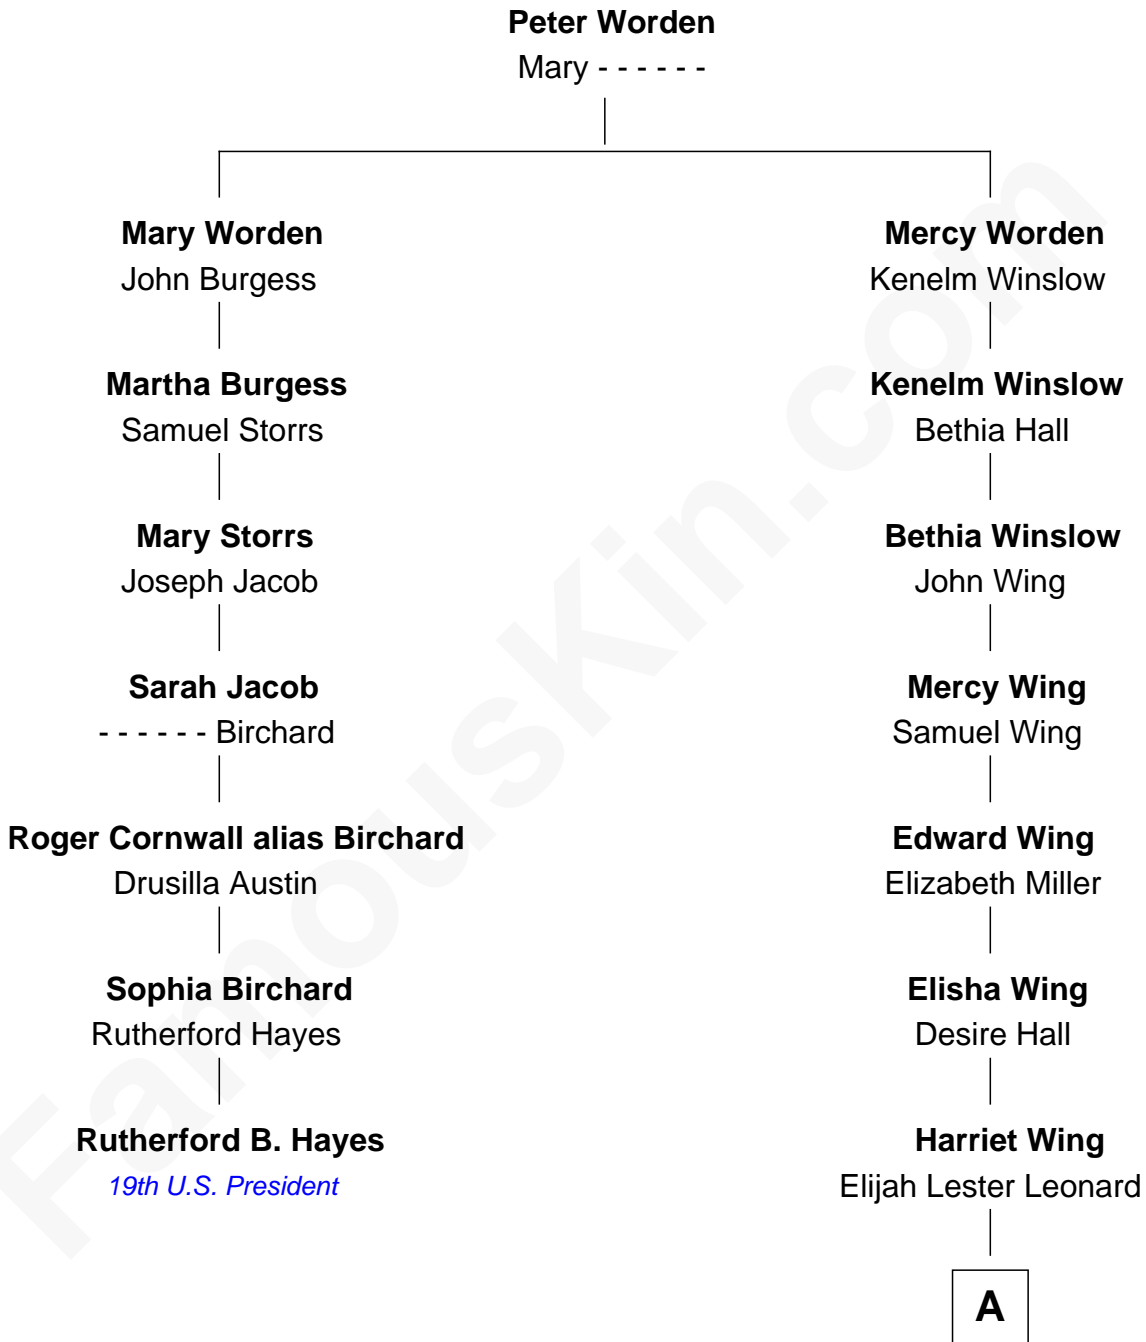 Peter Worden
Mary - - - - - -
Mary Worden
John Burgess
Mercy Worden
Kenelm Winslow
Martha Burgess
Samuel Storrs
Kenelm Winslow
Bethia Hall
Mary Storrs
Joseph Jacob
Bethia Winslow
John Wing
Sarah Jacob
- - - - - - Birchard
Mercy Wing
Samuel Wing
Roger Cornwall alias Birchard
Drusilla Austin
Edward Wing
Elizabeth Miller
Sophia Birchard
Rutherford Hayes
Elisha Wing
Desire Hall
Rutherford B. Hayes
19th U.S. President
Harriet Wing
Elijah Lester Leonard
A
FamousKin.com